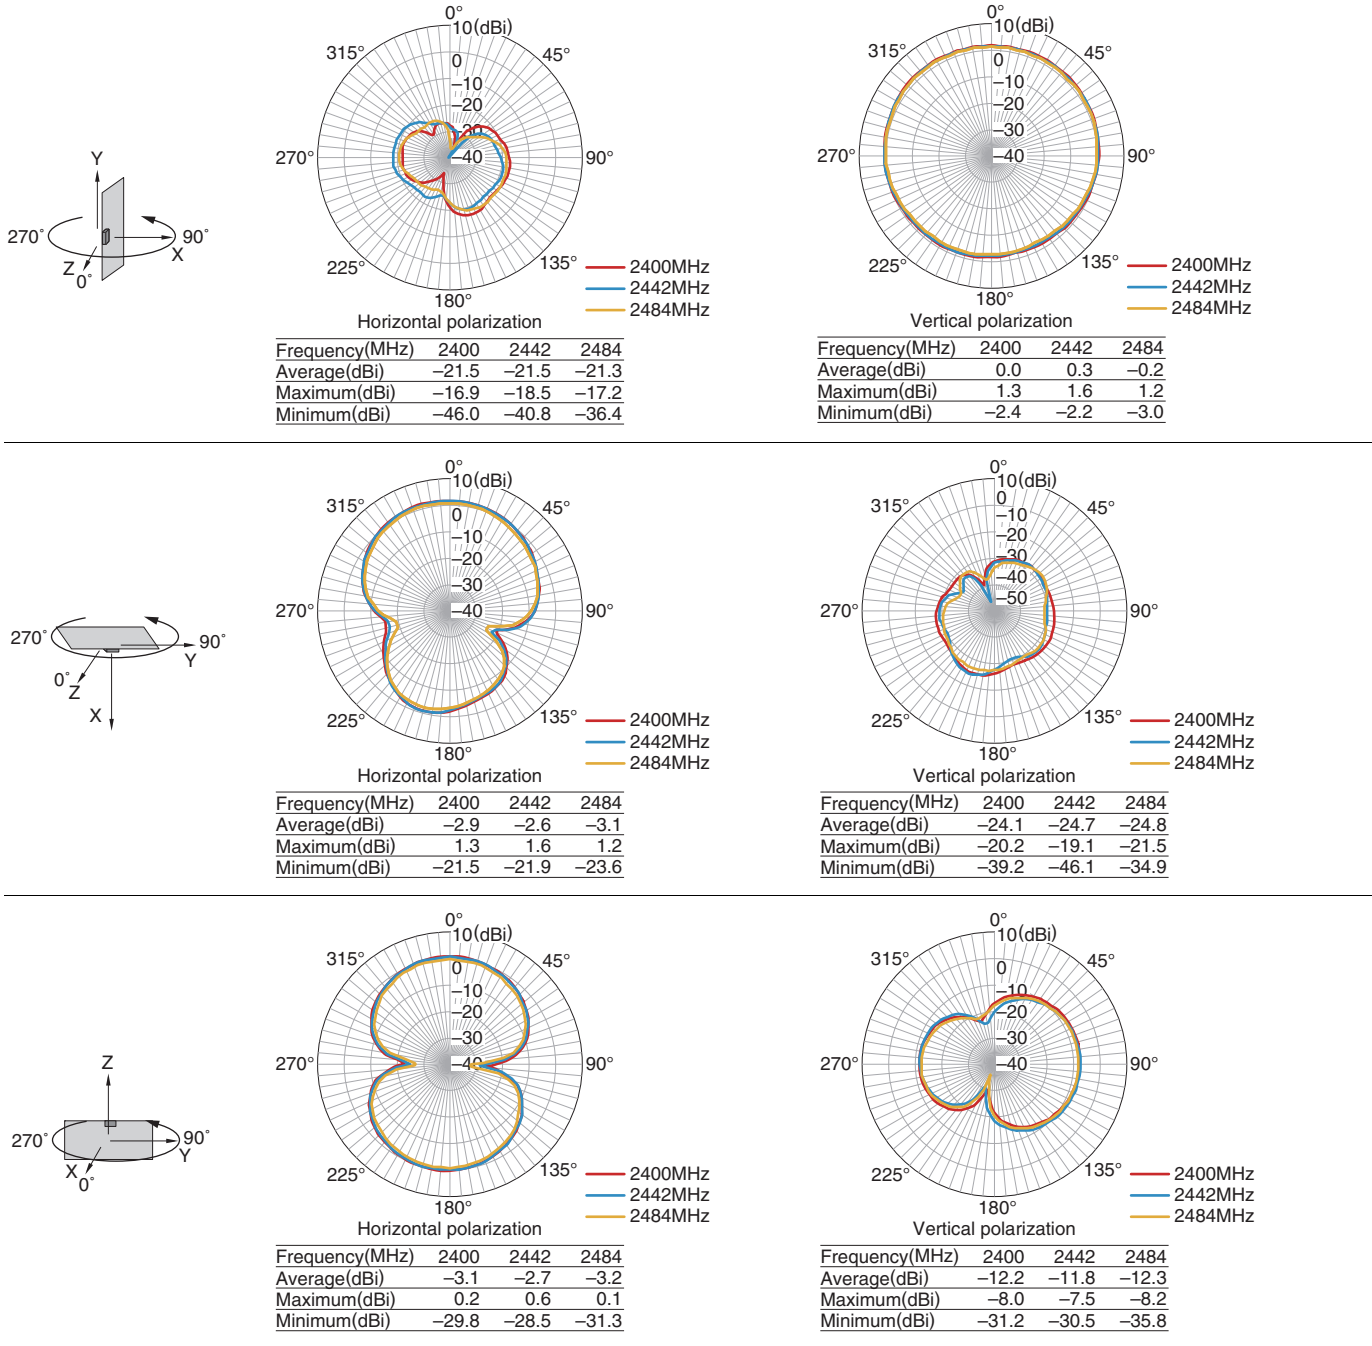 Y
270°
90°
X
Z
0°
0°
10(dBi)
315°
45°
0
−10
−20
−30
−40
270°
90°
225°
135°
180°
2400MHz
2442MHz
2484MHz
Horizontal polarization
Frequency(MHz) 2400 2442 2484
Average(dBi) −21.5 −21.5 −21.3
Maximum(dBi) −16.9 −18.5 −17.2
Minimum(dBi) −46.0 −40.8 −36.4
0°
10(dBi)
315°
45°
0
−10
−20
−30
−40
270°
90°
225°
135°
180°
2400MHz
2442MHz
2484MHz
Vertical polarization
Frequency(MHz) 2400 2442 2484
Average(dBi) 0.0 0.3 −0.2
Maximum(dBi) 1.3 1.6 1.2
Minimum(dBi) −2.4 −2.2 −3.0
270°
90°
Y
0°
Z
X
0°
10(dBi)
315°
45°
0
−10
−20
−30
−40
270°
90°
225°
135°
180°
2400MHz
2442MHz
2484MHz
Horizontal polarization
Frequency(MHz) 2400 2442 2484
Average(dBi) −2.9 −2.6 −3.1
Maximum(dBi) 1.3 1.6 1.2
Minimum(dBi) −21.5 −21.9 −23.6
0°
10(dBi)
315°
45°
0
−10
−20
−30
−40
−50
270°
90°
225°
135°
180°
2400MHz
2442MHz
2484MHz
Vertical polarization
Frequency(MHz) 2400 2442 2484
Average(dBi) −24.1 −24.7 −24.8
Maximum(dBi) −20.2 −19.1 −21.5
Minimum(dBi) −39.2 −46.1 −34.9
Z
270°
90°
Y
X
0°
0°
10(dBi)
315°
45°
0
−10
−20
−30
−40
270°
90°
225°
135°
180°
2400MHz
2442MHz
2484MHz
Horizontal polarization
Frequency(MHz) 2400 2442 2484
Average(dBi) −3.1 −2.7 −3.2
Maximum(dBi) 0.2 0.6 0.1
Minimum(dBi) −29.8 −28.5 −31.3
0°
10(dBi)
315°
45°
0
−10
−20
−30
−40
270°
90°
225°
135°
180°
2400MHz
2442MHz
2484MHz
Vertical polarization
Frequency(MHz) 2400 2442 2484
Average(dBi) −12.2 −11.8 −12.3
Maximum(dBi) −8.0 −7.5 −8.2
Minimum(dBi) −31.2 −30.5 −35.8